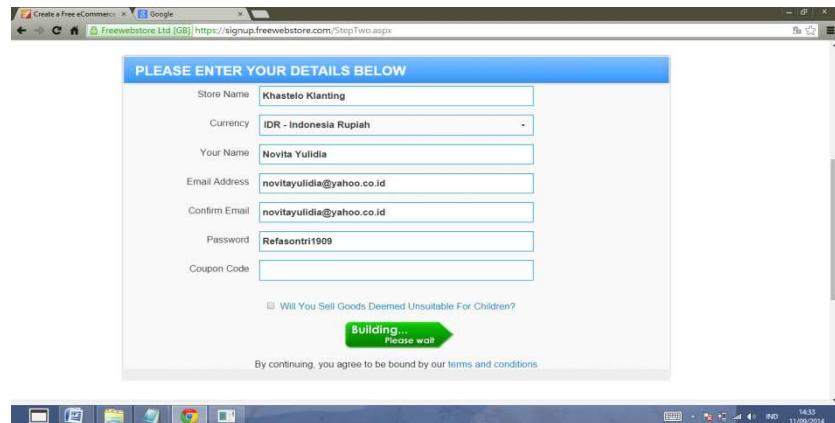 Create a Free eCommerce
Google
Freewebstore Ltd [GB] https://signup.freewebstore.com/StepTwo.aspx
PLEASE ENTER YOUR DETAILS BELOW
Store Name Khastelo Klanting
Currency IDR - Indonesia Rupiah
Your Name Novita Yulidia
Email Address novitayulidia@yahoo.co.id
Confirm Email novitayulidia@yahoo.co.id
Password Refasontri1909
Coupon Code
Will You Sell Goods Deemed Unsuitable For Children?
Building...
Please wait
By continuing, you agree to be bound by our terms and conditions
IND 14:33
11/09/2014